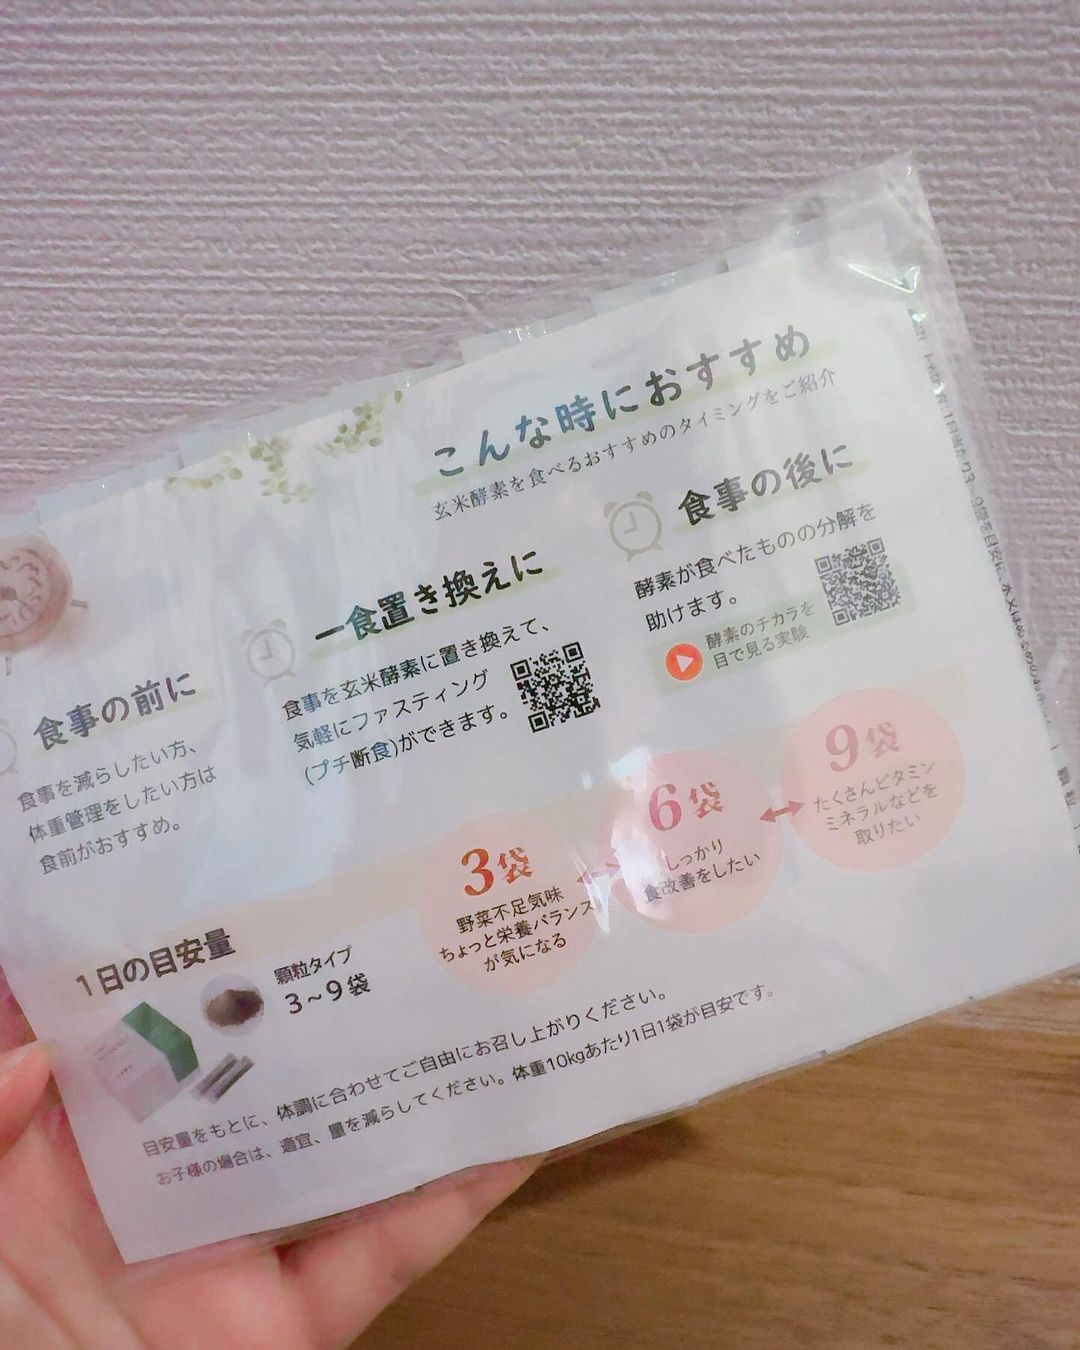 こんな時におすすめ
玄米酵素を食べるおすすめのタイミングをご紹介
食事の前に
食事を減らしたい方、
体重管理をしたい方は
食前がおすすめ。
一食置き換えに
食事を玄米酵素に置き換えて、
気軽にファスティング
(プチ断食)ができます。
食事の後に
酵素が食べたものの分解を
助けます。
酵素のチカラを
目で見る実験
1日の目安量
顆粒タイプ
3~9袋
3袋
野菜不足気味
ちょっと栄養バランス
が気になる
6袋
しっかり
食改善をしたい
9袋
たくさんビタミン
ミネラルなどを
取りたい
目安量をもとに、体調に合わせてご自由にお召し上がりください。
お子様の場合は、適宜、量を減らしてください。体重10kgあたり1日1袋が目安です。